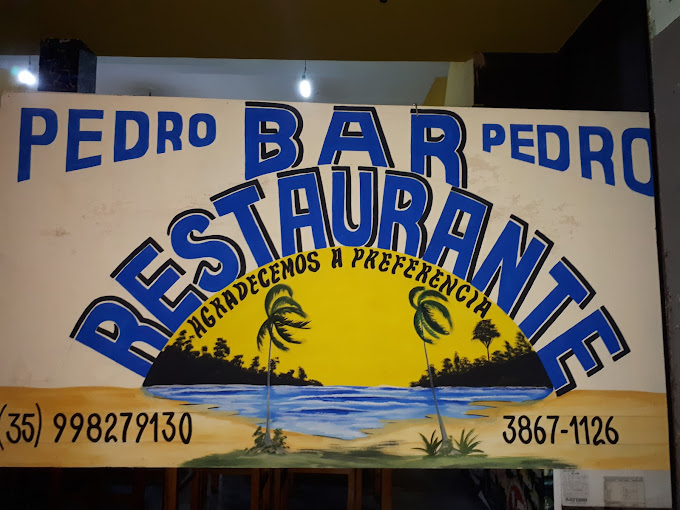 PEDRO BAR PEDRO
RESTAURANTE
AGRADECEMOS A PREFERENCIA
(35) 998279130 3867-1126